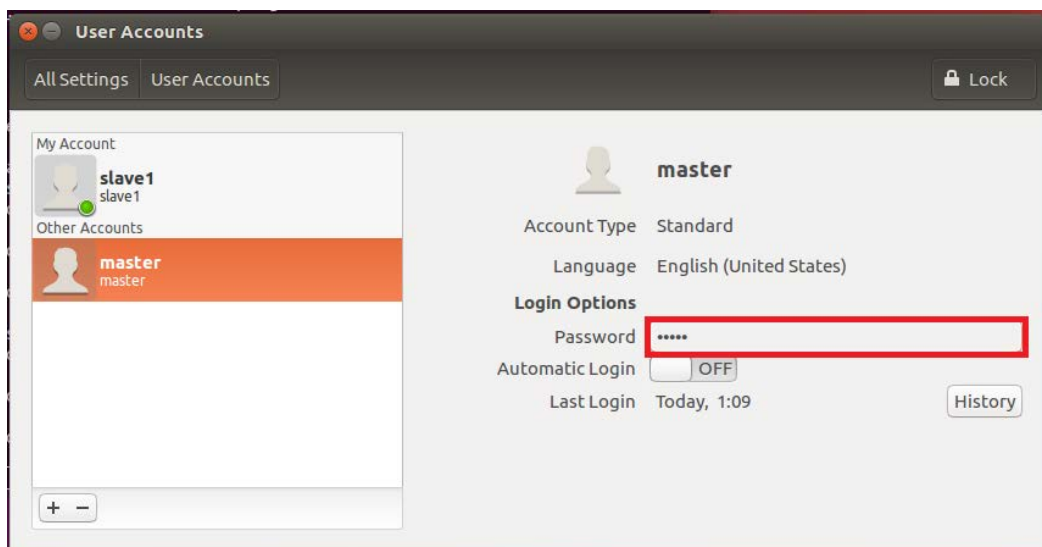 User Accounts
All Settings User Accounts Lock
My Account
slave1
slave1
Other Accounts
master
master
+ −
master
Account Type Standard
Language English (United States)
Login Options
Password •••••
Automatic Login OFF
Last Login Today, 1:09 History